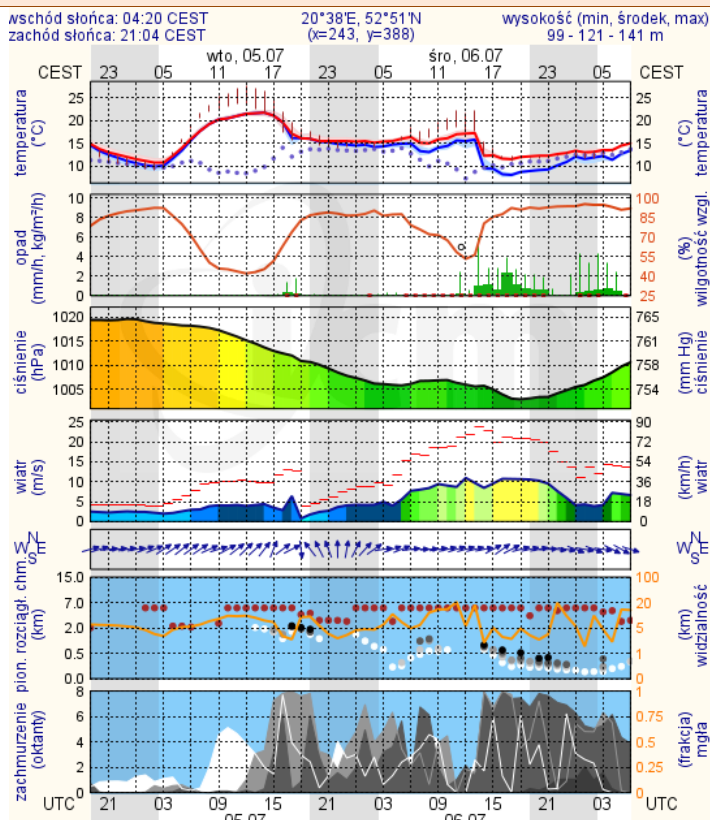 wschód słońca: 04:20 CEST 20°38'E, 52°51'N wysokość (min, środek, max)
zachód słońca: 21:04 CEST (x=243, y=388) 99 - 121 - 141 m
wto, 05.07 śro, 06.07
CEST 23 05 11 17 23 05 11 17 23 05 CEST
temperatura (°C)
25 20 15 10
25 20 15 10
temperatura (°C)
opad (mm/h, kg/m²/h)
10 8 6 4 2 0
100 85 70 55 40 25
(%) wilgotność wzgl.
ciśnienie (hPa)
1020 1015 1010 1005
765 761 758 754
(mm Hg) ciśnienie
wiatr (m/s)
25 20 15 10 5 0
90 72 54 36 18 0
(km/h) wiatr
N W E S
N W E S
pion. rozciągł. chm. (km)
15.0 7.0 2.0 0.5 0.0
100 20 5 1 0
(km) widzialność
zachmurzenie (oktanty)
8 6 4 2 0
1 0.75 0.5 0.25 0
(frakcja) mgła
UTC 21 03 09 15 21 03 09 15 21 03 UTC
05.07 06.07